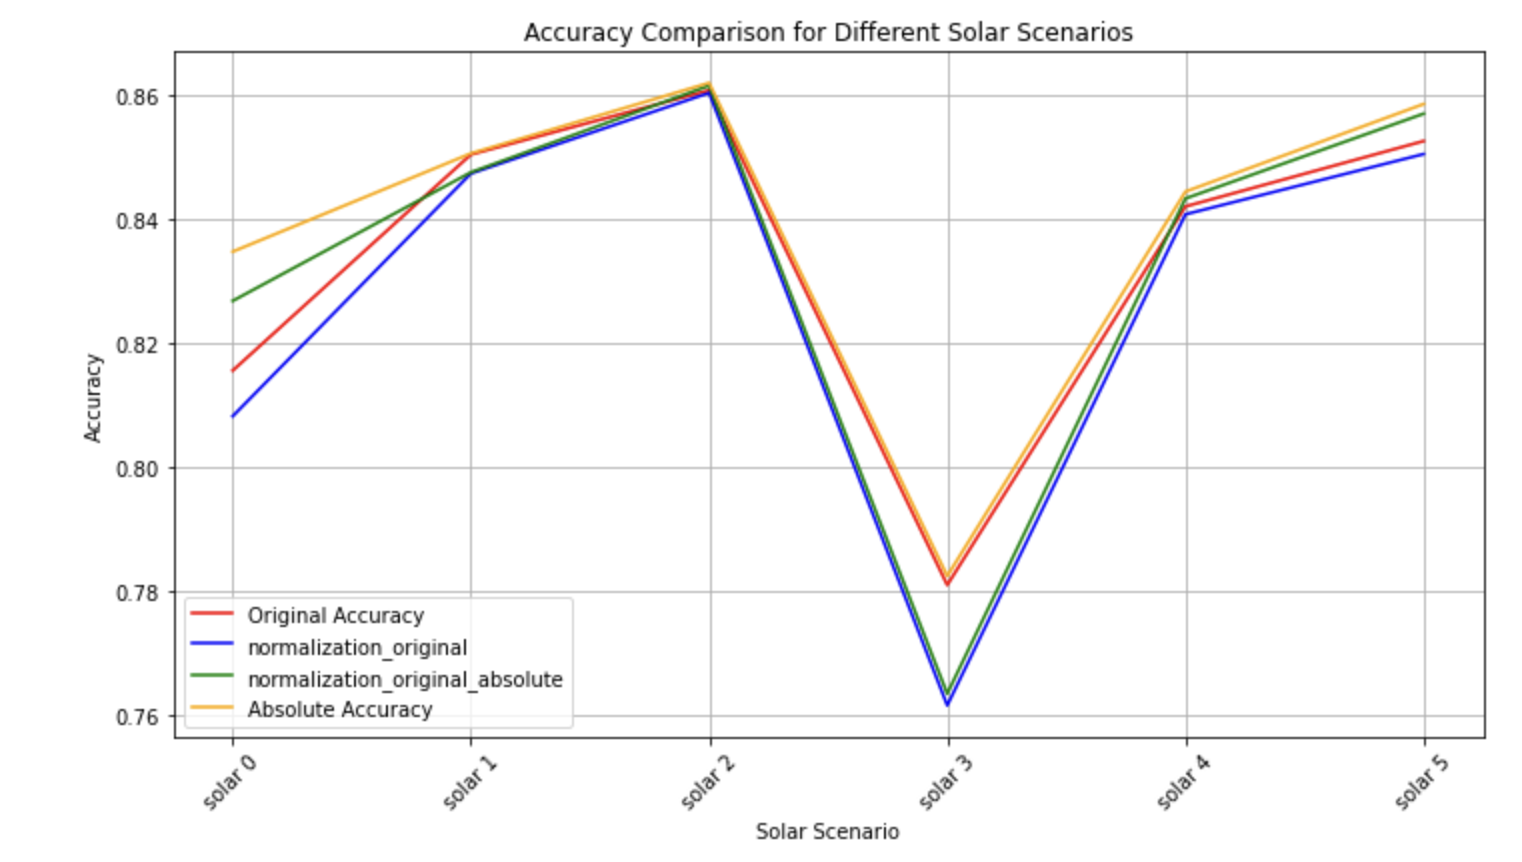 Accuracy Comparison for Different Solar Scenarios
0.86
0.84
0.82
0.80
0.78
0.76
Accuracy
Original Accuracy
normalization_original
normalization_original_absolute
Absolute Accuracy
solar 0
solar 1
solar 2
solar 3
solar 4
solar 5
Solar Scenario